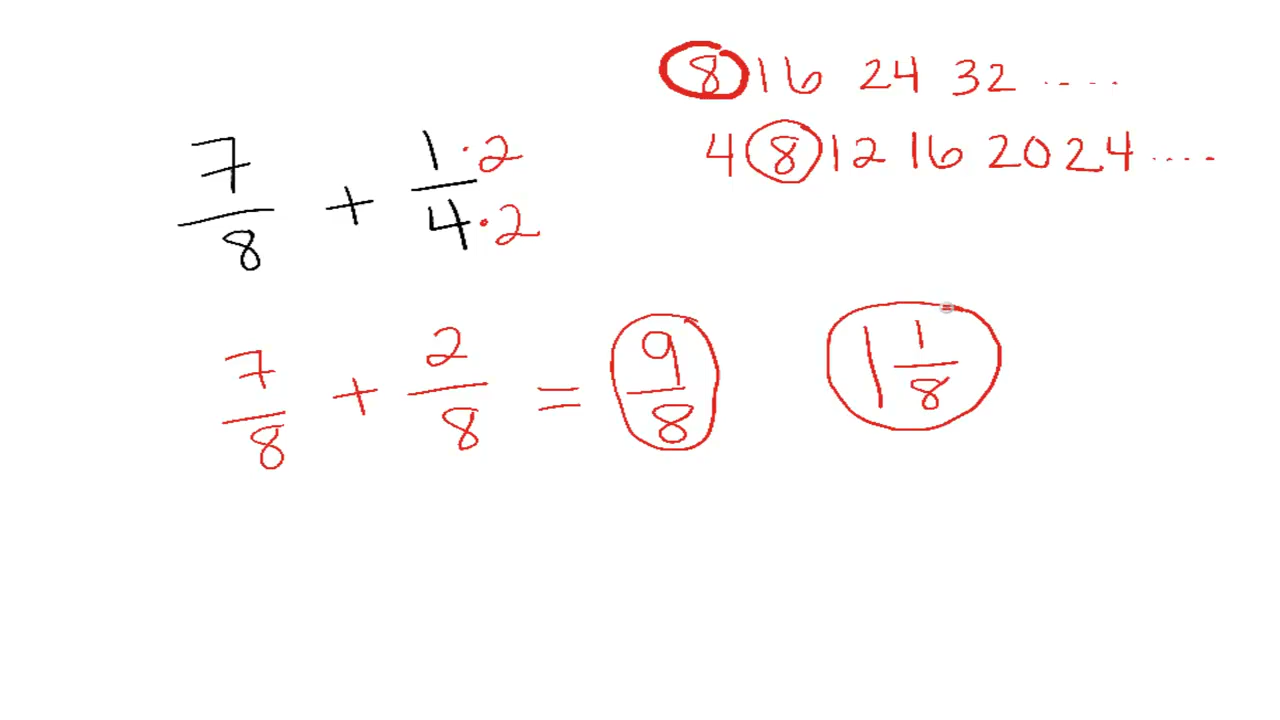 8 16 24 32 .....
4 8 12 16 20 24 ....
7/8 + 1·2/4·2
7/8 + 2/8 = 9/8 1 1/8